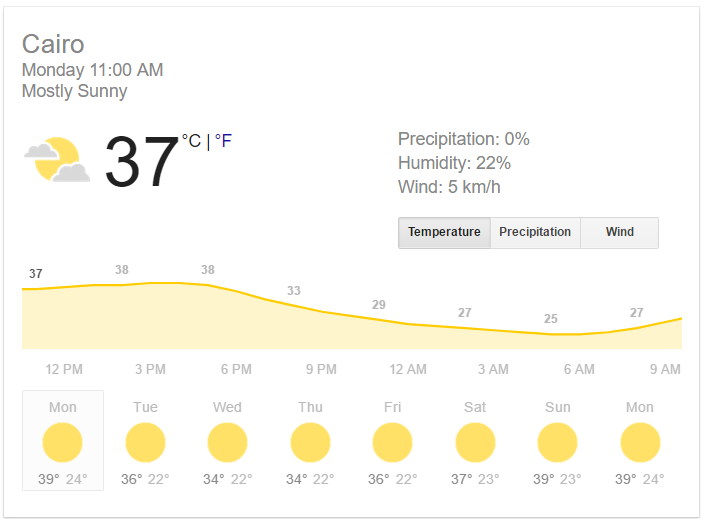 Cairo
Monday 11:00 AM
Mostly Sunny
37 °C | °F
Precipitation: 0%
Humidity: 22%
Wind: 5 km/h
Temperature Precipitation Wind
37 38 38 33 29 27 25 27
12 PM 3 PM 6 PM 9 PM 12 AM 3 AM 6 AM 9 AM
Mon Tue Wed Thu Fri Sat Sun Mon
39° 24° 36° 22° 34° 22° 34° 22° 36° 22° 37° 23° 39° 23° 39° 24°